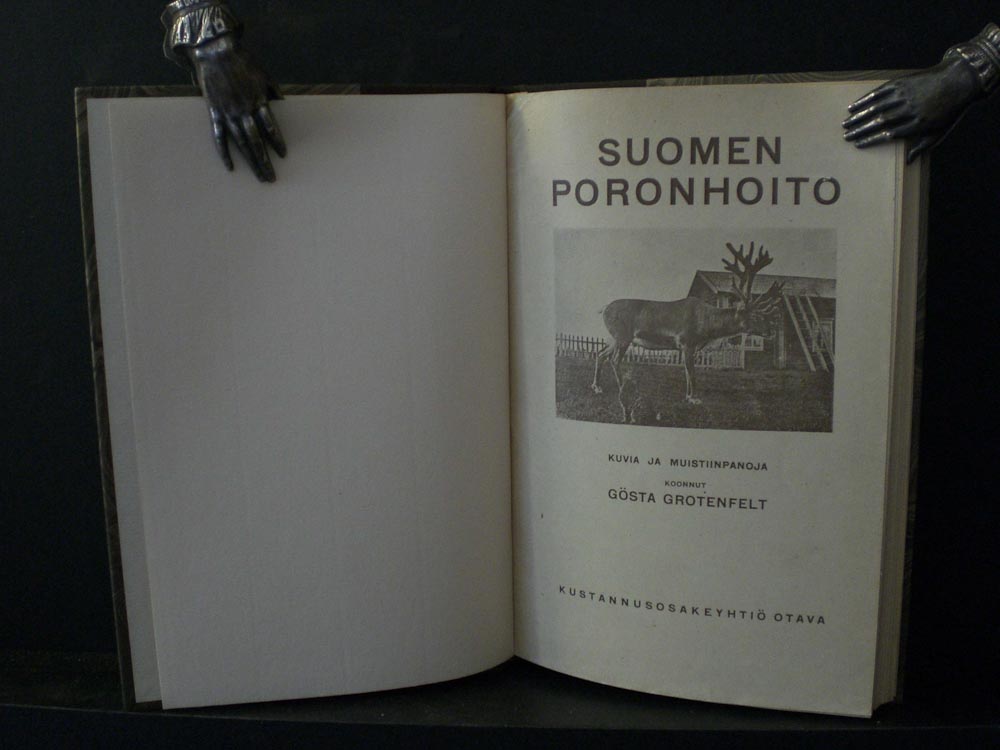 SUOMEN
PORONHOITO
KUVIA JA MUISTIINPANOJA
KOONNUT
GÖSTA GROTENFELT
KUSTANNUSOSAKEYHTIÖ OTAVA